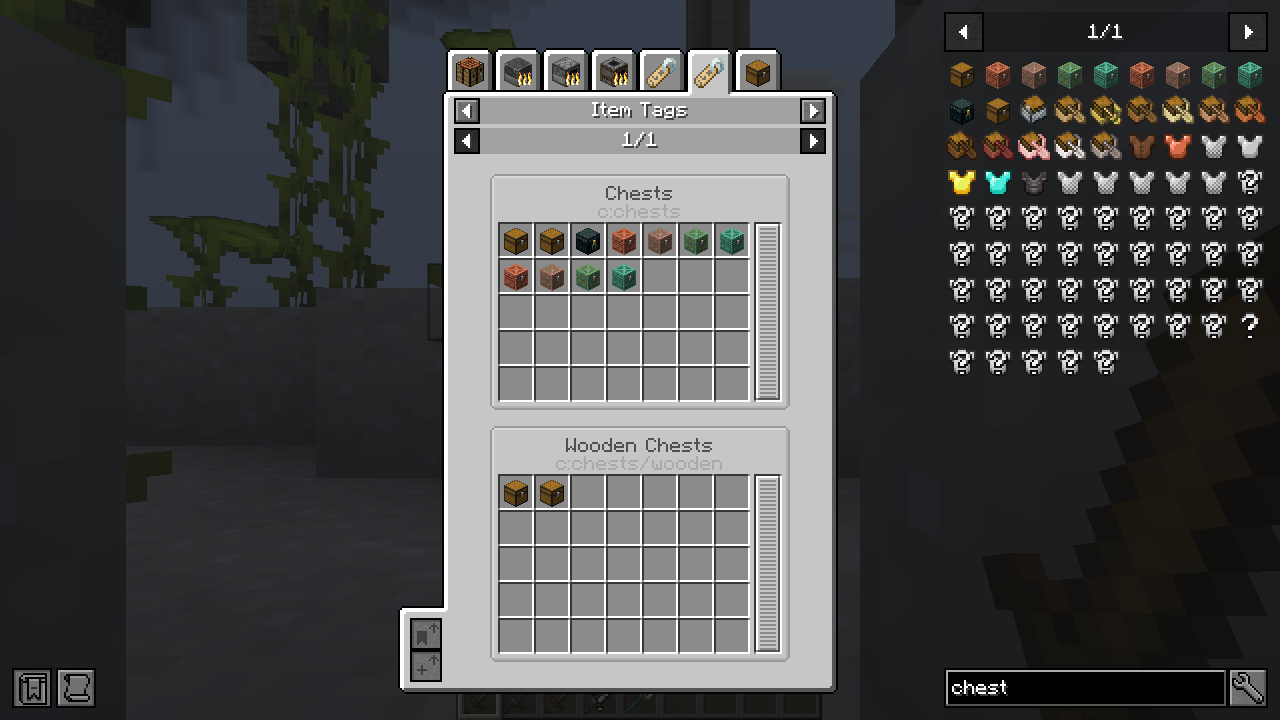 1/1
Item Tags
1/1
Chests
c:chests
Wooden Chests
c:chests/wooden
chest